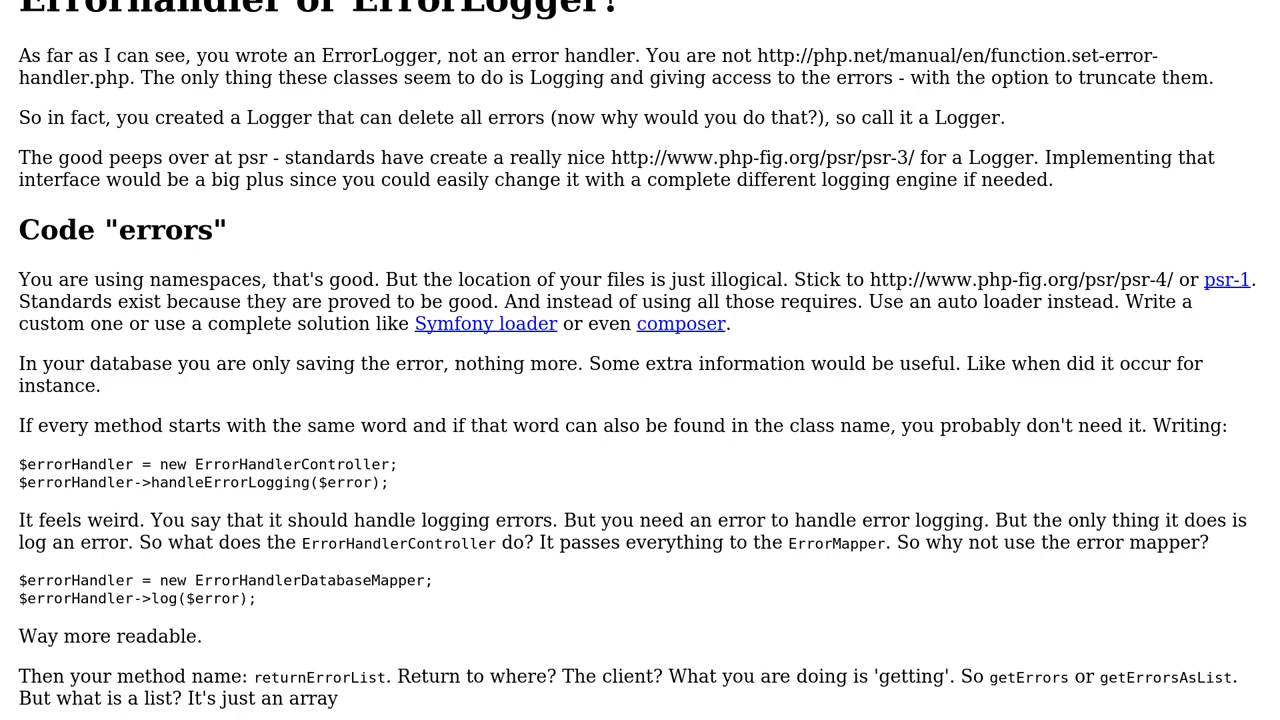 Errorhandler or ErrorLogger?
As far as I can see, you wrote an ErrorLogger, not an error handler. You are not http://php.net/manual/en/function.set-error-
handler.php. The only thing these classes seem to do is Logging and giving access to the errors - with the option to truncate them.
So in fact, you created a Logger that can delete all errors (now why would you do that?), so call it a Logger.
The good peeps over at psr - standards have create a really nice http://www.php-fig.org/psr/psr-3/ for a Logger. Implementing that
interface would be a big plus since you could easily change it with a complete different logging engine if needed.
Code "errors"
You are using namespaces, that's good. But the location of your files is just illogical. Stick to http://www.php-fig.org/psr/psr-4/ or psr-1.
Standards exist because they are proved to be good. And instead of using all those requires. Use an auto loader instead. Write a
custom one or use a complete solution like Symfony loader or even composer.
In your database you are only saving the error, nothing more. Some extra information would be useful. Like when did it occur for
instance.
If every method starts with the same word and if that word can also be found in the class name, you probably don't need it. Writing:
$errorHandler = new ErrorHandlerController;
$errorHandler->handleErrorLogging($error);
It feels weird. You say that it should handle logging errors. But you need an error to handle error logging. But the only thing it does is
log an error. So what does the ErrorHandlerController do? It passes everything to the ErrorMapper. So why not use the error mapper?
$errorHandler = new ErrorHandlerDatabaseMapper;
$errorHandler->log($error);
Way more readable.
Then your method name: returnErrorList. Return to where? The client? What you are doing is 'getting'. So getErrors or getErrorsAsList.
But what is a list? It's just an array